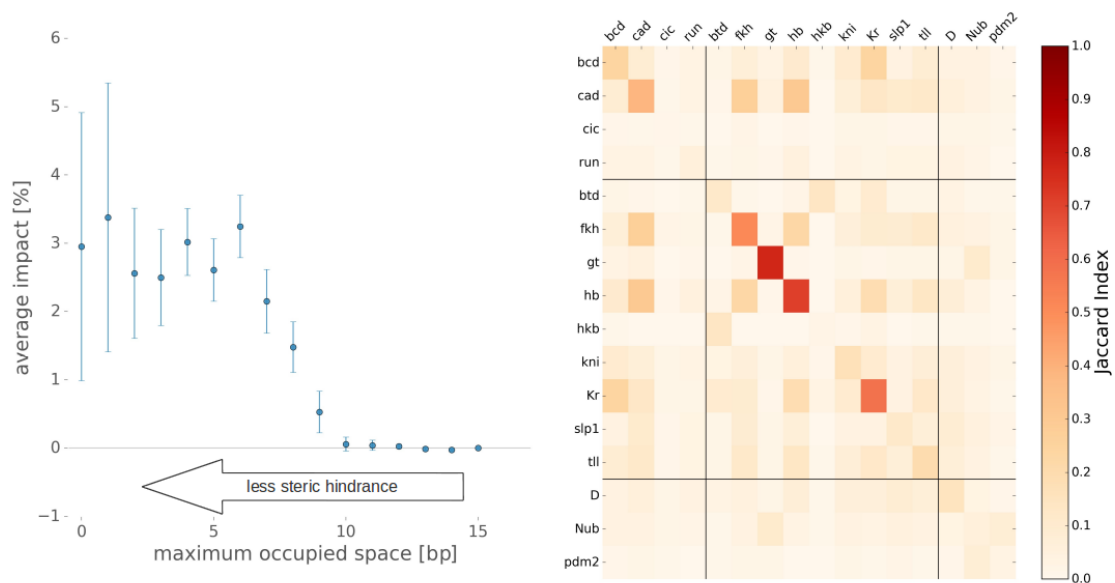 6
5
4
3
2
1
0
−1
average impact [%]
less steric hindrance
0 5 10 15
maximum occupied space [bp]
bcd cad cic run btd fkh gt hb hkb kni Kr slp1 tll D Nub pdm2
bcd
cad
cic
run
btd
fkh
gt
hb
hkb
kni
Kr
slp1
tll
D
Nub
pdm2
1.0
0.9
0.8
0.7
0.6
0.5
0.4
0.3
0.2
0.1
0.0
Jaccard Index